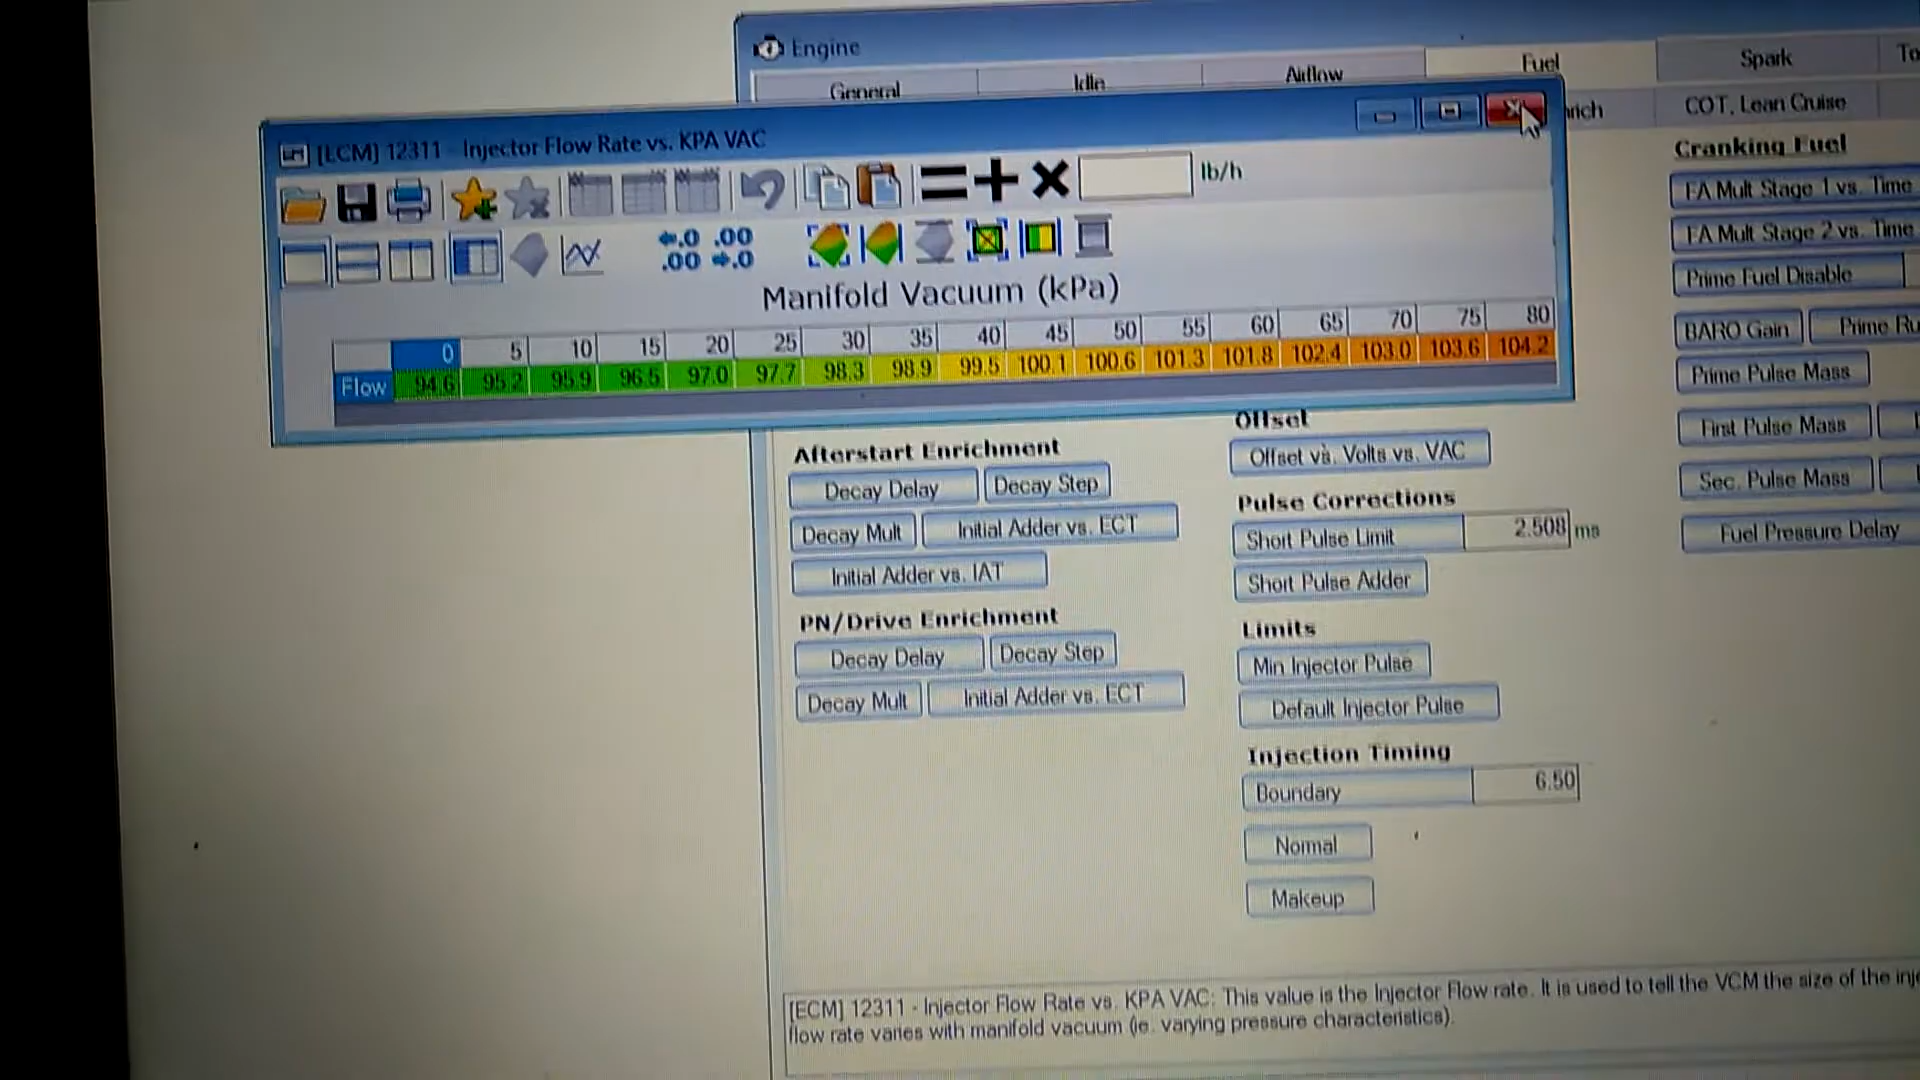 Engine
General Idle Airflow Fuel Spark To
rich COT, Lean Cruise
[ECM] 12311 - Injector Flow Rate vs. KPA VAC
lb/h
←.0 .00
.00 →.0
Manifold Vacuum (kPa)
0 5 10 15 20 25 30 35 40 45 50 55 60 65 70 75 80
Flow 94.6 95.2 95.9 96.5 97.0 97.7 98.3 98.9 99.5 100.1 100.6 101.3 101.8 102.4 103.0 103.6 104.2
Afterstart Enrichment
Decay Delay Decay Step
Decay Mult Initial Adder vs. ECT
Initial Adder vs. IAT
PN/Drive Enrichment
Decay Delay Decay Step
Decay Mult Initial Adder vs. ECT
Offset
Offset vs. Volts vs. VAC
Pulse Corrections
Short Pulse Limit 2.508 ms
Short Pulse Adder
Limits
Min Injector Pulse
Default Injector Pulse
Injection Timing
Boundary 6.50
Normal
Makeup
Cranking Fuel
FA Mult Stage 1 vs. Time
FA Mult Stage 2 vs. Time
Prime Fuel Disable
BARO Gain Prime Ru
Prime Pulse Mass
First Pulse Mass
Sec. Pulse Mass
Fuel Pressure Delay
[ECM] 12311 - Injector Flow Rate vs. KPA VAC: This value is the Injector Flow rate. It is used to tell the VCM the size of the inje
flow rate varies with manifold vacuum (ie. varying pressure characteristics).